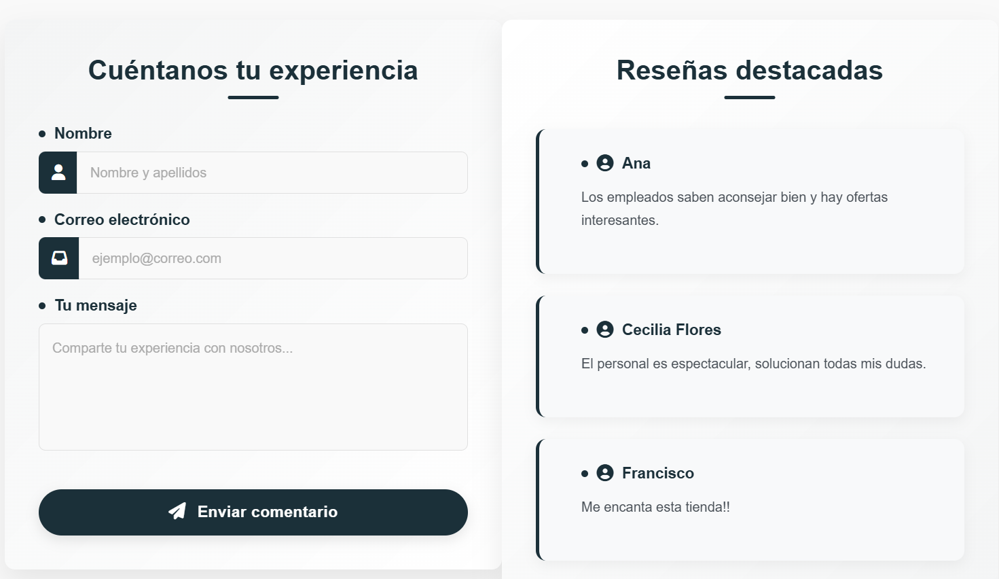 Cuéntanos tu experiencia
Nombre
Nombre y apellidos
Correo electrónico
ejemplo@correo.com
Tu mensaje
Comparte tu experiencia con nosotros...
Enviar comentario
Reseñas destacadas
Ana
Los empleados saben aconsejar bien y hay ofertas
interesantes.
Cecilia Flores
El personal es espectacular, solucionan todas mis dudas.
Francisco
Me encanta esta tienda!!